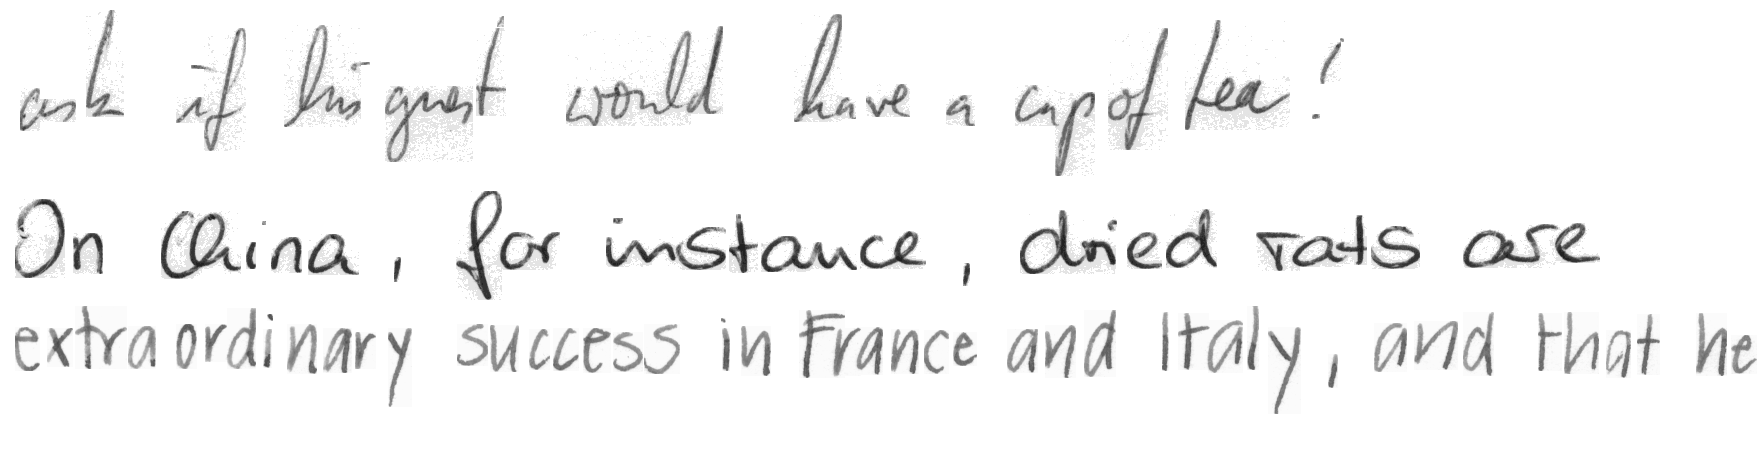 ask if his guest would have a cup of tea!
On China, for instance, dried rats are
extraordinary success in France and Italy, and that he